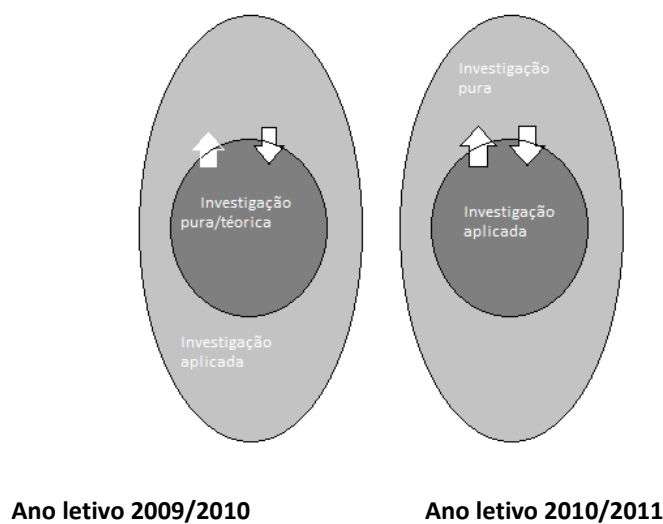 Investigação
pura/téorica
Investigação
aplicada
Investigação
pura
Investigação
aplicada
Ano letivo 2009/2010
Ano letivo 2010/2011